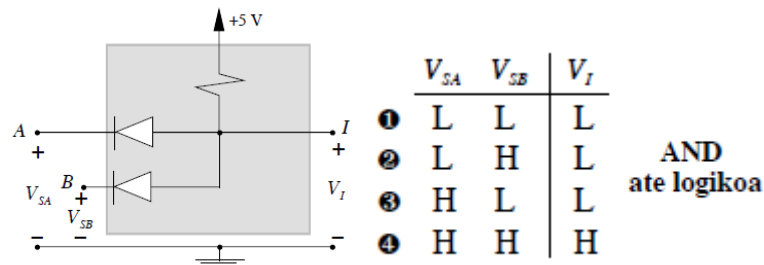 +5 V
A
I
+
+
B
V_SA
+
V_I
V_SB
−
−
−
V_SA V_SB V_I
❶ L L L
❷ L H L
❸ H L L
❹ H H H
AND
ate logikoa